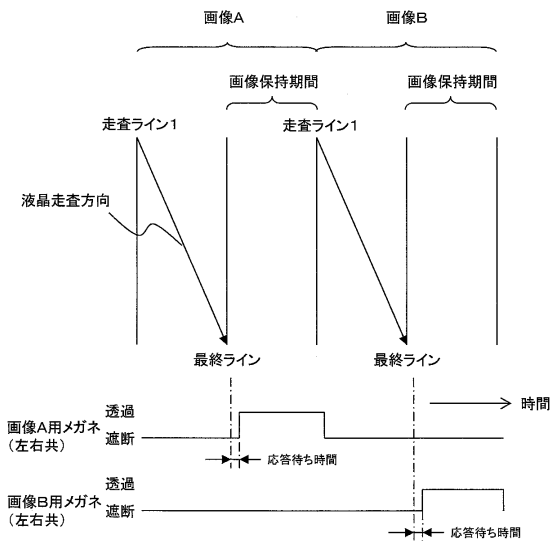 画像A 画像B
画像保持期間 画像保持期間
走査ライン1 走査ライン1
液晶走査方向
最終ライン 最終ライン
時間
画像A用メガネ
(左右共)
透過
遮断
応答待ち時間
画像B用メガネ
(左右共)
透過
遮断
応答待ち時間